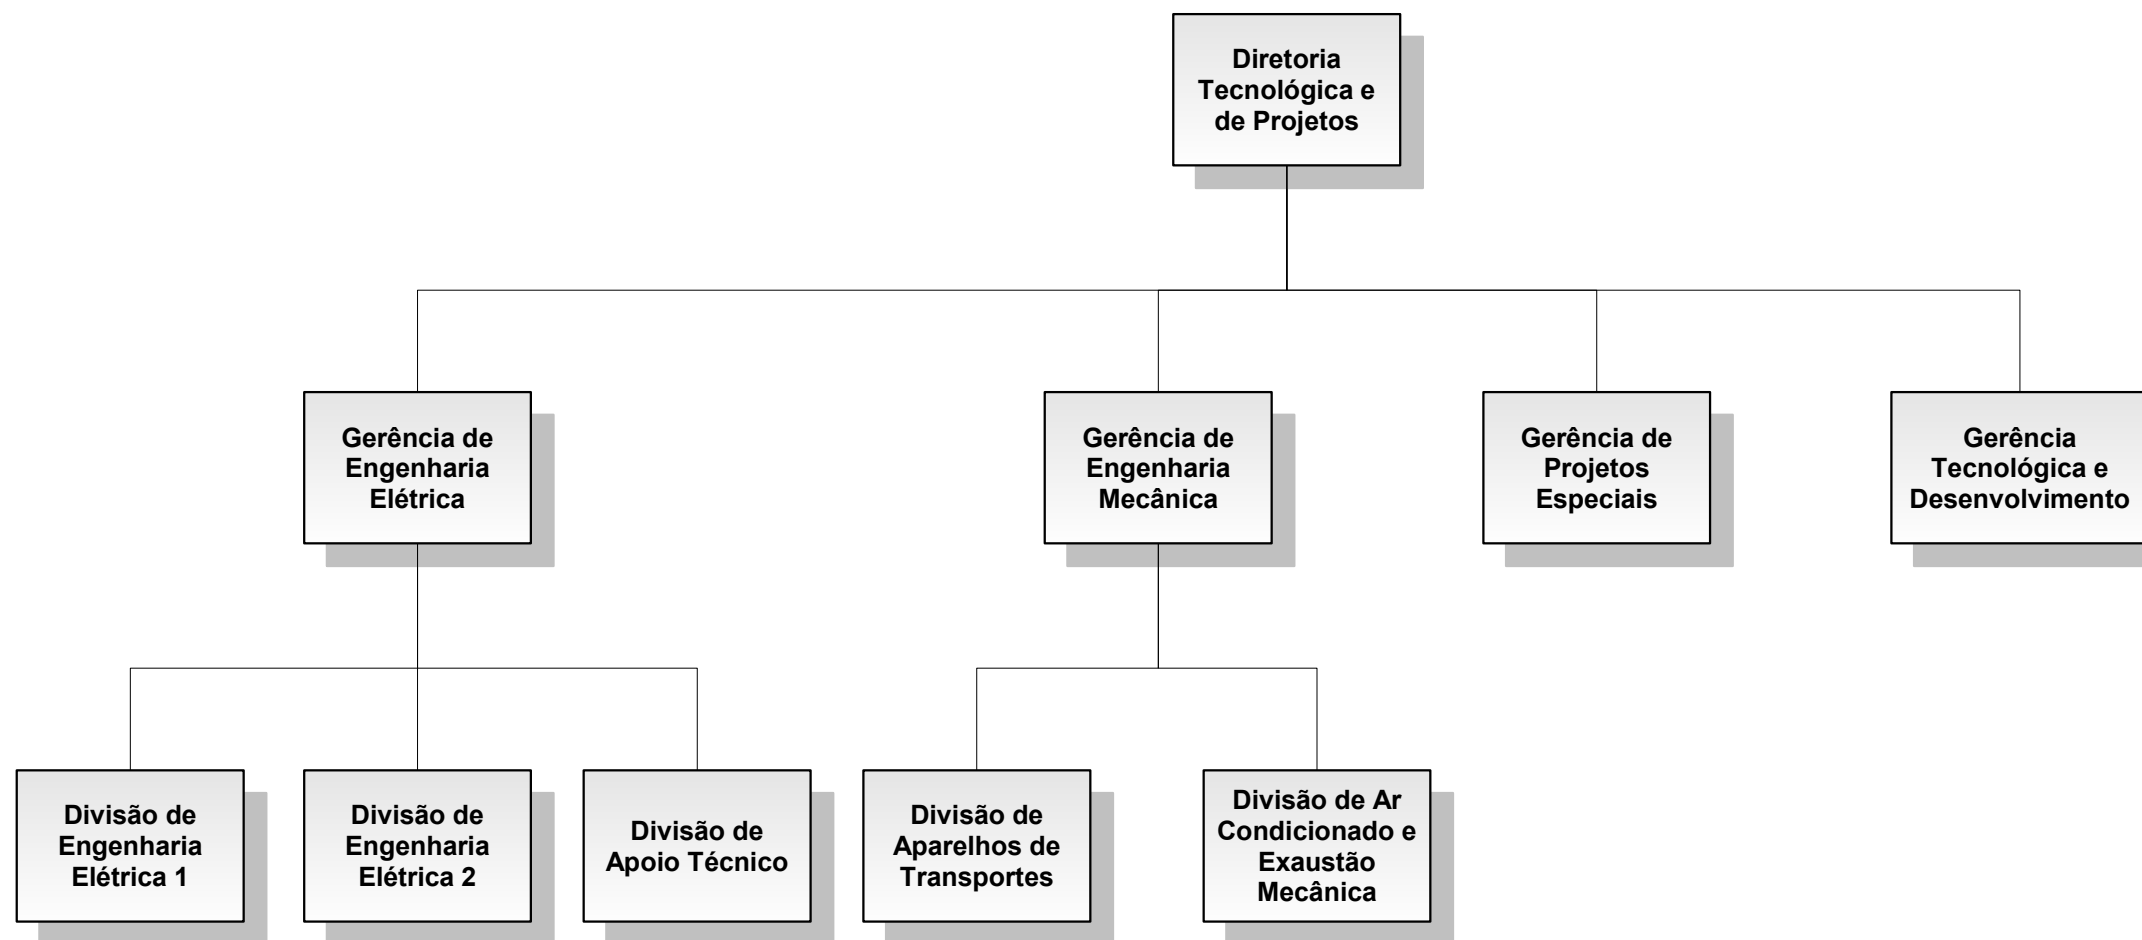 Diretoria
Tecnológica e
de Projetos
Gerência de
Engenharia
Elétrica
Gerência de
Engenharia
Mecânica
Gerência de
Projetos
Especiais
Gerência
Tecnológica e
Desenvolvimento
Divisão de
Engenharia
Elétrica 1
Divisão de
Engenharia
Elétrica 2
Divisão de
Apoio Técnico
Divisão de
Aparelhos de
Transportes
Divisão de Ar
Condicionado e
Exaustão
Mecânica